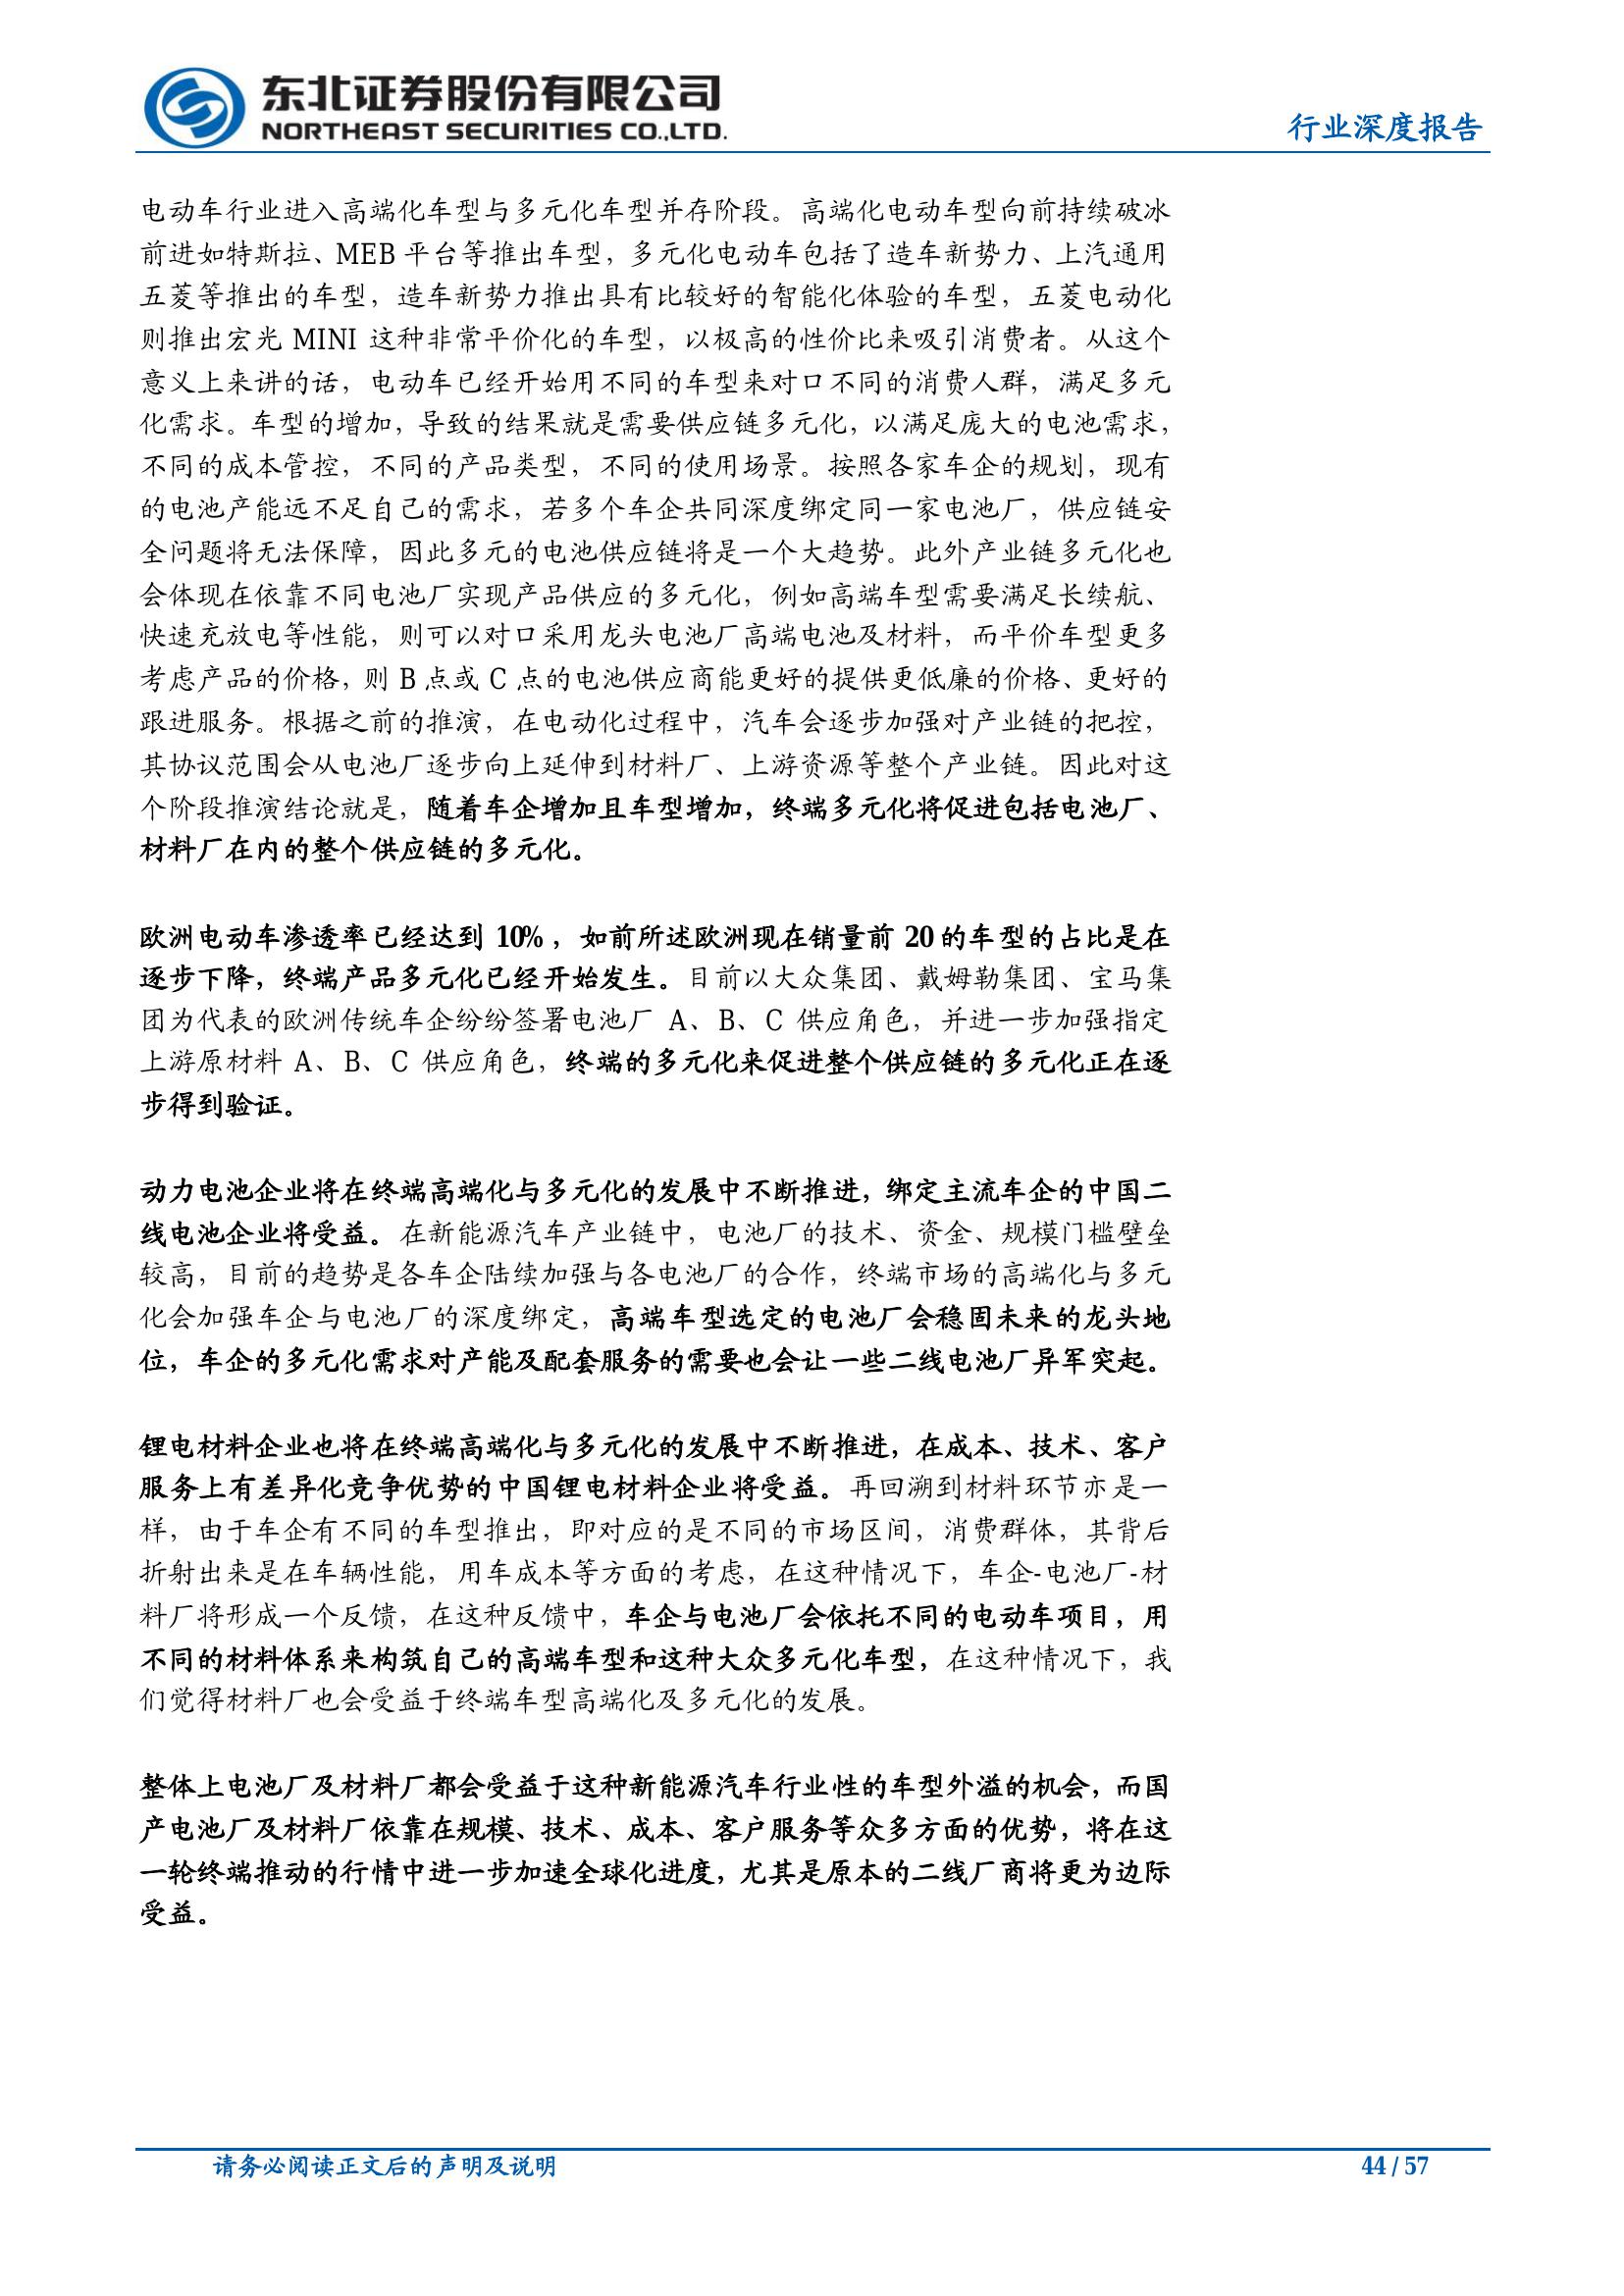 东北证券股份有限公司
NORTHEAST SECURITIES CO.,LTD.
行业深度报告
电动车行业进入高端化车型与多元化车型并存阶段。高端化电动车型向前持续破冰
前进如特斯拉、MEB 平台等推出车型，多元化电动车包括了造车新势力、上汽通用
五菱等推出的车型，造车新势力推出具有比较好的智能化体验的车型，五菱电动化
则推出宏光 MINI 这种非常平价化的车型，以极高的性价比来吸引消费者。从这个
意义上来讲的话，电动车已经开始用不同的车型来对口不同的消费人群，满足多元
化需求。车型的增加，导致的结果就是需要供应链多元化，以满足庞大的电池需求，
不同的成本管控，不同的产品类型，不同的使用场景。按照各家车企的规划，现有
的电池产能远不足自己的需求，若多个车企共同深度绑定同一家电池厂，供应链安
全问题将无法保障，因此多元的电池供应链将是一个大趋势。此外产业链多元化也
会体现在依靠不同电池厂实现产品供应的多元化，例如高端车型需要满足长续航、
快速充放电等性能，则可以对口采用龙头电池厂高端电池及材料，而平价车型更多
考虑产品的价格，则 B 点或 C 点的电池供应商能更好的提供更低廉的价格、更好的
跟进服务。根据之前的推演，在电动化过程中，汽车会逐步加强对产业链的把控，
其协议范围会从电池厂逐步向上延伸到材料厂、上游资源等整个产业链。因此对这
个阶段推演结论就是，随着车企增加且车型增加，终端多元化将促进包括电池厂、
材料厂在内的整个供应链的多元化。
欧洲电动车渗透率已经达到 10%，如前所述欧洲现在销量前 20 的车型的占比是在
逐步下降，终端产品多元化已经开始发生。目前以大众集团、戴姆勒集团、宝马集
团为代表的欧洲传统车企纷纷签署电池厂 A、B、C 供应角色，并进一步加强指定
上游原材料 A、B、C 供应角色，终端的多元化来促进整个供应链的多元化正在逐
步得到验证。
动力电池企业将在终端高端化与多元化的发展中不断推进，绑定主流车企的中国二
线电池企业将受益。在新能源汽车产业链中，电池厂的技术、资金、规模门槛壁垒
较高，目前的趋势是各车企陆续加强与各电池厂的合作，终端市场的高端化与多元
化会加强车企与电池厂的深度绑定，高端车型选定的电池厂会稳固未来的龙头地
位，车企的多元化需求对产能及配套服务的需要也会让一些二线电池厂异军突起。
锂电材料企业也将在终端高端化与多元化的发展中不断推进，在成本、技术、客户
服务上有差异化竞争优势的中国锂电材料企业将受益。再回溯到材料环节亦是一
样，由于车企有不同的车型推出，即对应的是不同的市场区间，消费群体，其背后
折射出来是在车辆性能，用车成本等方面的考虑，在这种情况下，车企-电池厂-材
料厂将形成一个反馈，在这种反馈中，车企与电池厂会依托不同的电动车项目，用
不同的材料体系来构筑自己的高端车型和这种大众多元化车型，在这种情况下，我
们觉得材料厂也会受益于终端车型高端化及多元化的发展。
整体上电池厂及材料厂都会受益于这种新能源汽车行业性的车型外溢的机会，而国
产电池厂及材料厂依靠在规模、技术、成本、客户服务等众多方面的优势，将在这
一轮终端推动的行情中进一步加速全球化进度，尤其是原本的二线厂商将更为边际
受益。
请务必阅读正文后的声明及说明
44 / 57